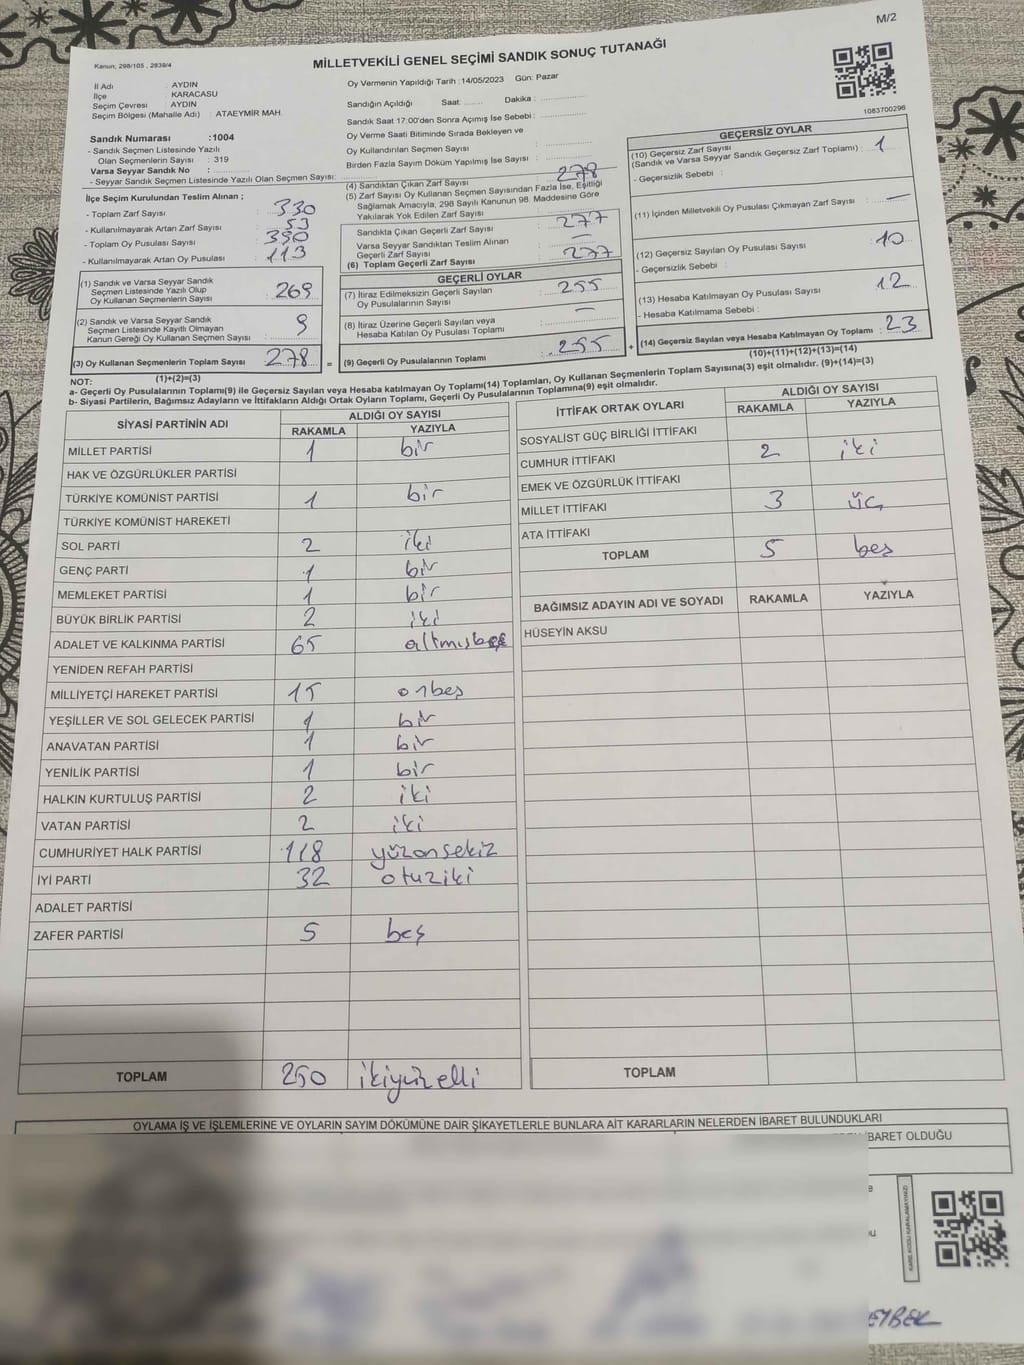 M/2
Kanun; 298/105 , 2839/4
MİLLETVEKİLİ GENEL SEÇİMİ SANDIK SONUÇ TUTANAĞI
İl Adı : AYDIN
İlçe : KARACASU
Seçim Çevresi : AYDIN
Seçim Bölgesi (Mahalle Adı) : ATAEYMİR MAH.
Sandık Numarası :1004
- Sandık Seçmen Listesinde Yazılı
Olan Seçmenlerin Sayısı : 319
Varsa Seyyar Sandık No :
- Seyyar Sandık Seçmen Listesinde Yazılı Olan Seçmen Sayısı:
İlçe Seçim Kurulundan Teslim Alınan ;
- Toplam Zarf Sayısı : 330
- Kullanılmayarak Artan Zarf Sayısı : 53
- Toplam Oy Pusulası Sayısı : 390
- Kullanılmayarak Artan Oy Pusulası : 113
(1) Sandık ve Varsa Seyyar Sandık
Seçmen Listesinde Yazılı Olup
Oy Kullanan Seçmenlerin Sayısı : 269
(2) Sandık ve Varsa Seyyar Sandık
Seçmen Listesinde Kayıtlı Olmayan
Kanun Gereği Oy Kullanan Seçmen Sayısı : 9
(3) Oy Kullanan Seçmenlerin Toplam Sayısı : 278 =
(1)+(2)=(3)
Oy Vermenin Yapıldığı Tarih :14/05/2023 Gün: Pazar
Sandığın Açıldığı Saat: Dakika :
Sandık Saat 17:00'den Sonra Açımış İse Sebebi :
Oy Verme Saati Bitiminde Sırada Bekleyen ve
Oy Kullandırılan Seçmen Sayısı :
Birden Fazla Sayım Döküm Yapılmış İse Sayısı :
(4) Sandıktan Çıkan Zarf Sayısı : 278
(5) Zarf Sayısı Oy Kullanan Seçmen Sayısından Fazla İse, Eşitliği
Sağlamak Amacıyla, 298 Sayılı Kanunun 98. Maddesine Göre
Yakılarak Yok Edilen Zarf Sayısı :
Sandıkta Çıkan Geçerli Zarf Sayısı : 277
Varsa Seyyar Sandıktan Teslim Alınan
Geçerli Zarf Sayısı : —
(6) Toplam Geçerli Zarf Sayısı : 277
GEÇERLİ OYLAR
(7) İtiraz Edilmeksizin Geçerli Sayılan
Oy Pusulalarının Sayısı : 255
(8) İtiraz Üzerine Geçerli Sayılan veya
Hesaba Katılan Oy Pusulası Toplamı : —
(9) Geçerli Oy Pusulalarının Toplamı : 255 +
1083700296
GEÇERSİZ OYLAR
(10) Geçersiz Zarf Sayısı
(Sandık ve Varsa Seyyar Sandık Geçersiz Zarf Toplamı) : 1
- Geçersizlik Sebebi :
(11) İçinden Milletvekili Oy Pusulası Çıkmayan Zarf Sayısı : —
(12) Geçersiz Sayılan Oy Pusulası Sayısı : 10
- Geçersizlik Sebebi :
(13) Hesaba Katılmayan Oy Pusulası Sayısı : 12
- Hesaba Katılmama Sebebi :
(14) Geçersiz Sayılan veya Hesaba Katılmayan Oy Toplamı : 23
(10)+(11)+(12)+(13)=(14)
NOT:
a- Geçerli Oy Pusulalarının Toplamı(9) ile Geçersiz Sayılan veya Hesaba katılmayan Oy Toplamı(14) Toplamları, Oy Kullanan Seçmenlerin Toplam Sayısına(3) eşit olmalıdır. (9)+(14)=(3)
b- Siyasi Partilerin, Bağımsız Adayların ve İttifakların Aldığı Ortak Oyların Toplamı, Geçerli Oy Pusulalarının Toplamına(9) eşit olmalıdır.
SİYASİ PARTİNİN ADI ALDIĞI OY SAYISI
RAKAMLA YAZIYLA
MİLLET PARTİSİ 1 bir
HAK VE ÖZGÜRLÜKLER PARTİSİ
TÜRKİYE KOMÜNİST PARTİSİ 1 bir
TÜRKİYE KOMÜNİST HAREKETİ
SOL PARTİ 2 iki
GENÇ PARTİ 1 bir
MEMLEKET PARTİSİ 1 bir
BÜYÜK BİRLİK PARTİSİ 2 iki
ADALET VE KALKINMA PARTİSİ 65 altmışbeş
YENİDEN REFAH PARTİSİ
MİLLİYETÇİ HAREKET PARTİSİ 15 onbeş
YEŞİLLER VE SOL GELECEK PARTİSİ 1 bir
ANAVATAN PARTİSİ 1 bir
YENİLİK PARTİSİ 1 bir
HALKIN KURTULUŞ PARTİSİ 2 iki
VATAN PARTİSİ 2 iki
CUMHURİYET HALK PARTİSİ 118 yüzonsekiz
İYİ PARTİ 32 otuziki
ADALET PARTİSİ
ZAFER PARTİSİ 5 beş
TOPLAM 250 ikiyüzelli
İTTİFAK ORTAK OYLARI ALDIĞI OY SAYISI
RAKAMLA YAZIYLA
SOSYALİST GÜÇ BİRLİĞİ İTTİFAKI
CUMHUR İTTİFAKI 2 iki
EMEK VE ÖZGÜRLÜK İTTİFAKI
MİLLET İTTİFAKI 3 üç
ATA İTTİFAKI
TOPLAM 5 beş
BAĞIMSIZ ADAYIN ADI VE SOYADI RAKAMLA YAZIYLA
HÜSEYİN AKSU
TOPLAM
OYLAMA İŞ VE İŞLEMLERİNE VE OYLARIN SAYIM DÖKÜMÜNE DAİR ŞİKAYETLERLE BUNLARA AİT KARARLARIN NELERDEN İBARET BULUNDUKLARI
İBARET OLDUĞU
KARE KODU KARALAMAYINIZ!